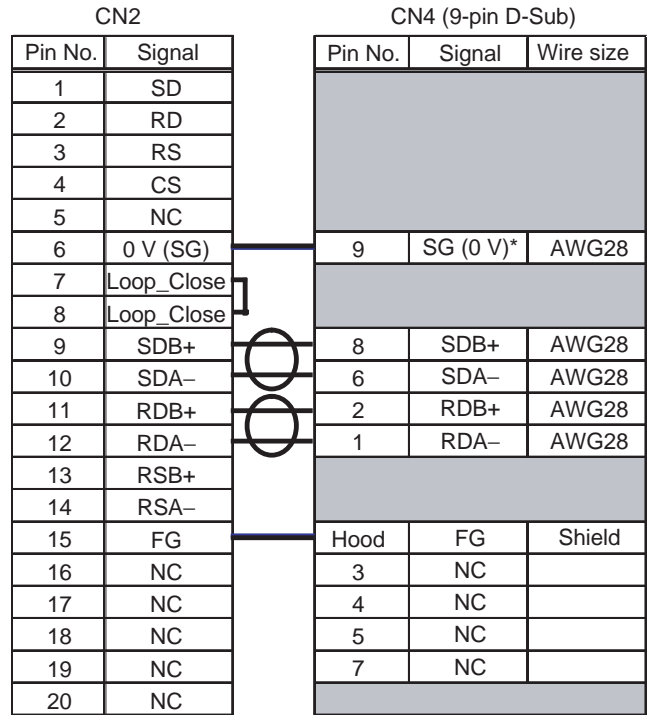 CN2 CN4 (9-pin D-Sub)
Pin No. Signal Pin No. Signal Wire size
1 SD
2 RD
3 RS
4 CS
5 NC
6 0 V (SG) 9 SG (0 V)* AWG28
7 Loop_Close
8 Loop_Close
9 SDB+ 8 SDB+ AWG28
10 SDA− 6 SDA− AWG28
11 RDB+ 2 RDB+ AWG28
12 RDA− 1 RDA− AWG28
13 RSB+
14 RSA−
15 FG Hood FG Shield
16 NC 3 NC
17 NC 4 NC
18 NC 5 NC
19 NC 7 NC
20 NC